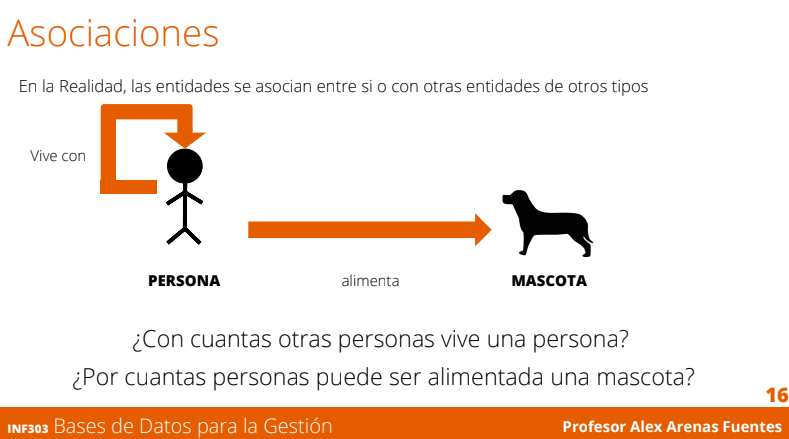 Asociaciones
En la Realidad, las entidades se asocian entre si o con otras entidades de otros tipos
Vive con
PERSONA
alimenta
MASCOTA
¿Con cuantas otras personas vive una persona?
¿Por cuantas personas puede ser alimentada una mascota?
16
INF303 Bases de Datos para la Gestión
Profesor Alex Arenas Fuentes